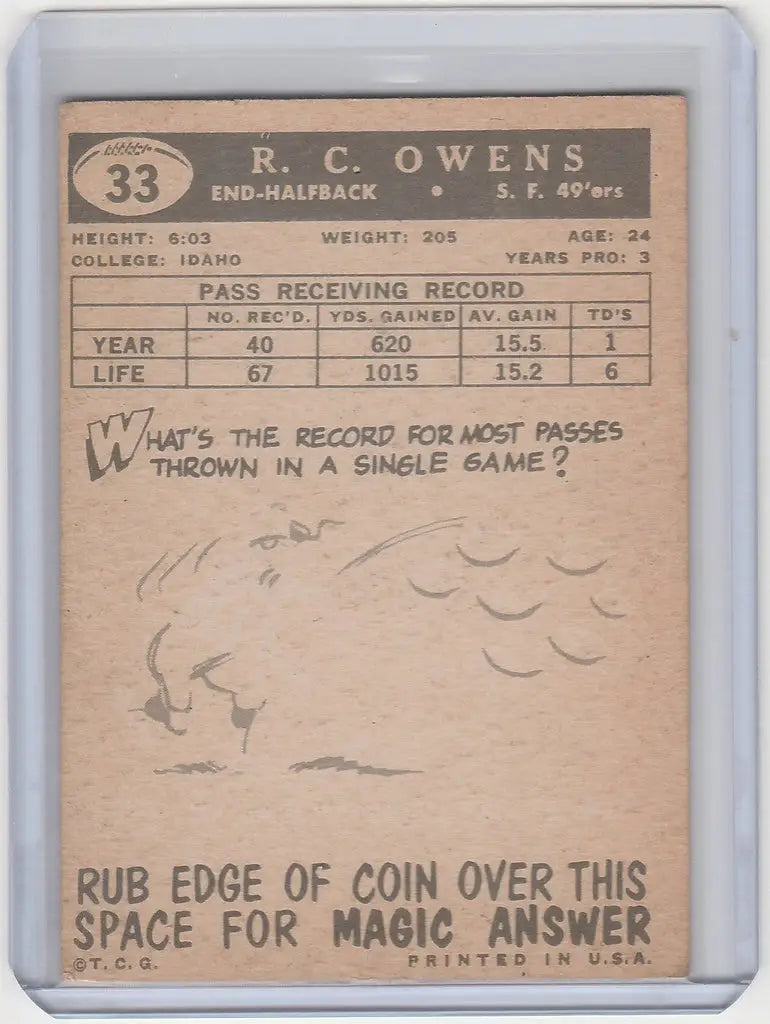 33
R. C. OWENS
END-HALFBACK • S. F. 49'ers
HEIGHT: 6:03 WEIGHT: 205 AGE: 24
COLLEGE: IDAHO YEARS PRO: 3
PASS RECEIVING RECORD
NO. REC'D. YDS. GAINED AV. GAIN TD'S
YEAR 40 620 15.5 1
LIFE 67 1015 15.2 6
WHAT'S THE RECORD FOR MOST PASSES
THROWN IN A SINGLE GAME?
RUB EDGE OF COIN OVER THIS
SPACE FOR MAGIC ANSWER
©T. C. G. PRINTED IN U.S.A.